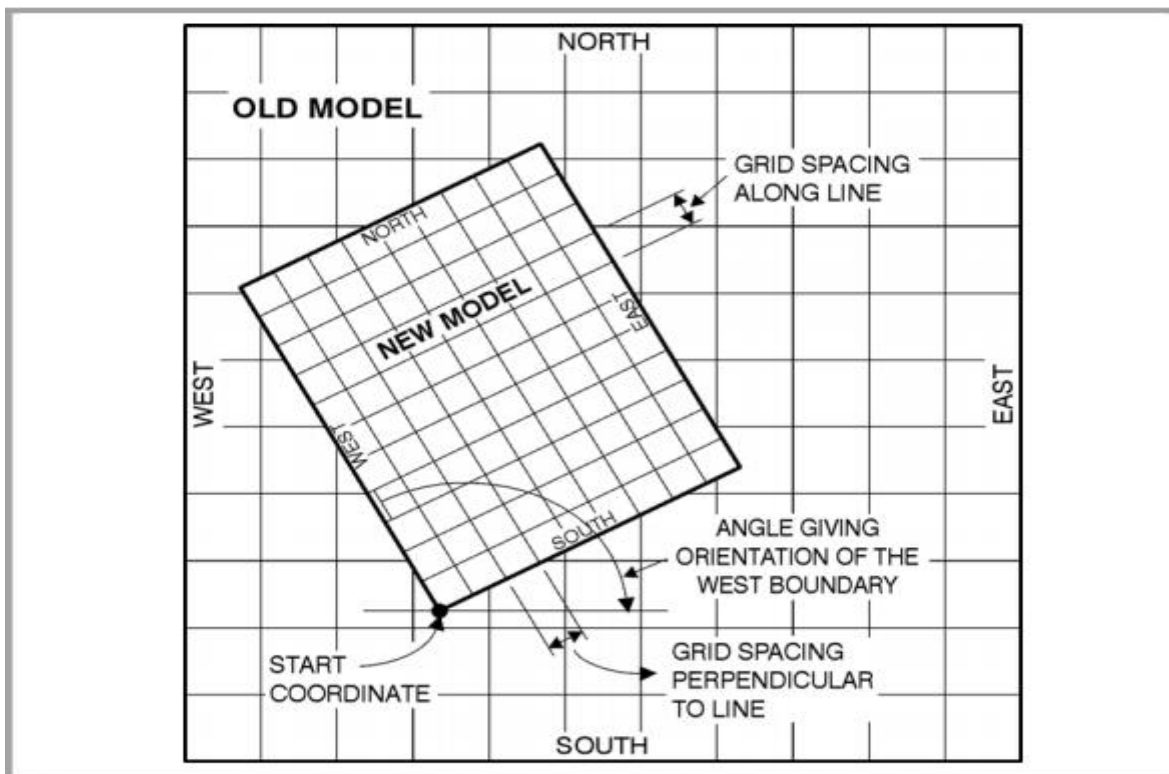 NORTH
OLD MODEL
GRID SPACING
ALONG LINE
NORTH
NEW MODEL
EAST
WEST
EAST
WEST
SOUTH
ANGLE GIVING
ORIENTATION OF THE
WEST BOUNDARY
START
COORDINATE
GRID SPACING
PERPENDICULAR
TO LINE
SOUTH